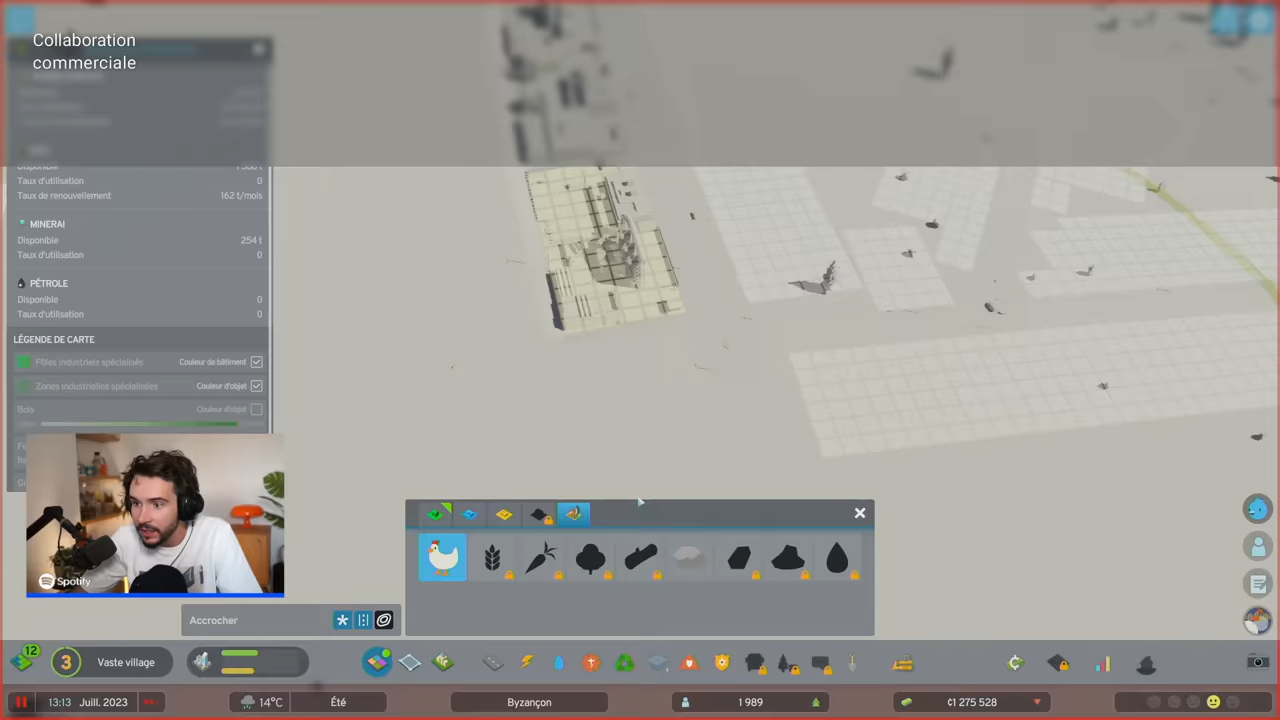 Collaboration
commerciale
Taux d'utilisation 0
Taux de renouvellement 162 t/mois
MINERAI
Disponible 254 t
Taux d'utilisation 0
PÉTROLE
Disponible 0
Taux d'utilisation 0
LÉGENDE DE CARTE
Pôles industriels spécialisés Couleur de bâtiment
Zones industrielles spécialisées Couleur d'objet
Bois Couleur d'objet
Spotify
Accrocher
12
3 Vaste village
13:13 Juill. 2023 14°C Été Byzançon 1 989 ¢1 275 528